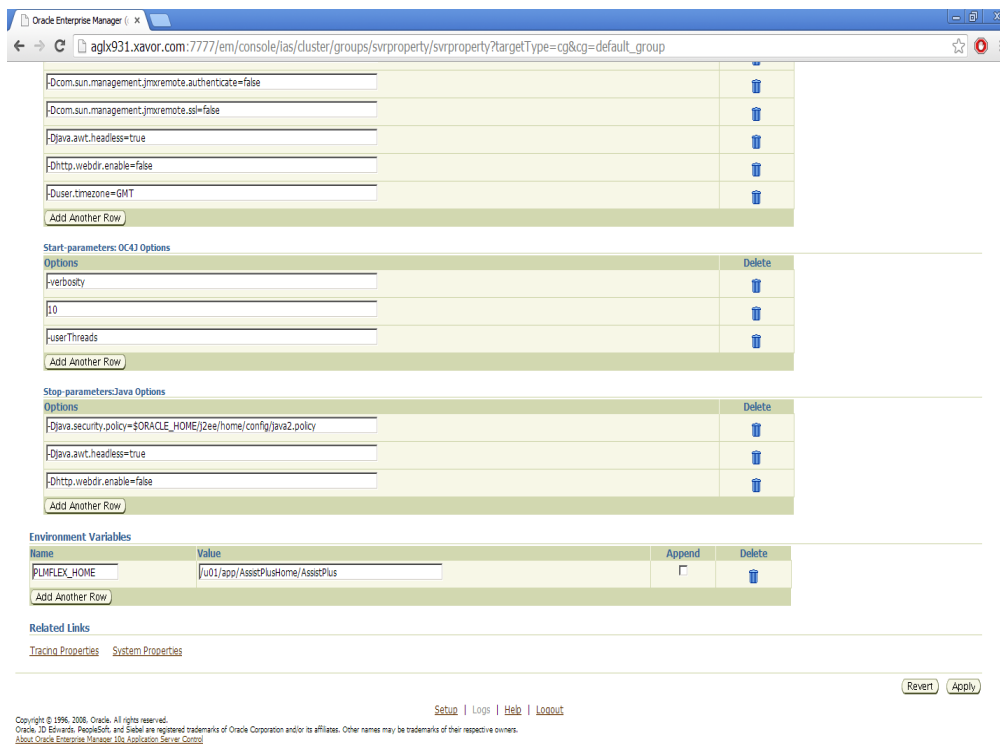 Oracle Enterprise Manager (
aglx931.xavor.com:7777/em/console/ias/cluster/groups/svrproperty/svrproperty?targetType=cg&cg=default_group
-Dcom.sun.management.jmxremote.authenticate=false
-Dcom.sun.management.jmxremote.ssl=false
-Djava.awt.headless=true
-Dhttp.webdir.enable=false
-Duser.timezone=GMT
Add Another Row
Start-parameters: OC4J Options
Options Delete
-verbosity
10
-userThreads
Add Another Row
Stop-parameters:Java Options
Options Delete
-Djava.security.policy=$ORACLE_HOME/j2ee/home/config/java2.policy
-Djava.awt.headless=true
-Dhttp.webdir.enable=false
Add Another Row
Environment Variables
Name Value Append Delete
PLMFLEX_HOME /u01/app/AssistPlusHome/AssistPlus
Add Another Row
Related Links
Tracing Properties System Properties
Revert Apply
Setup | Logs | Help | Logout
Copyright © 1996, 2008, Oracle. All rights reserved.
Oracle, JD Edwards, PeopleSoft, and Siebel are registered trademarks of Oracle Corporation and/or its affiliates. Other names may be trademarks of their respective owners.
About Oracle Enterprise Manager 10g Application Server Control